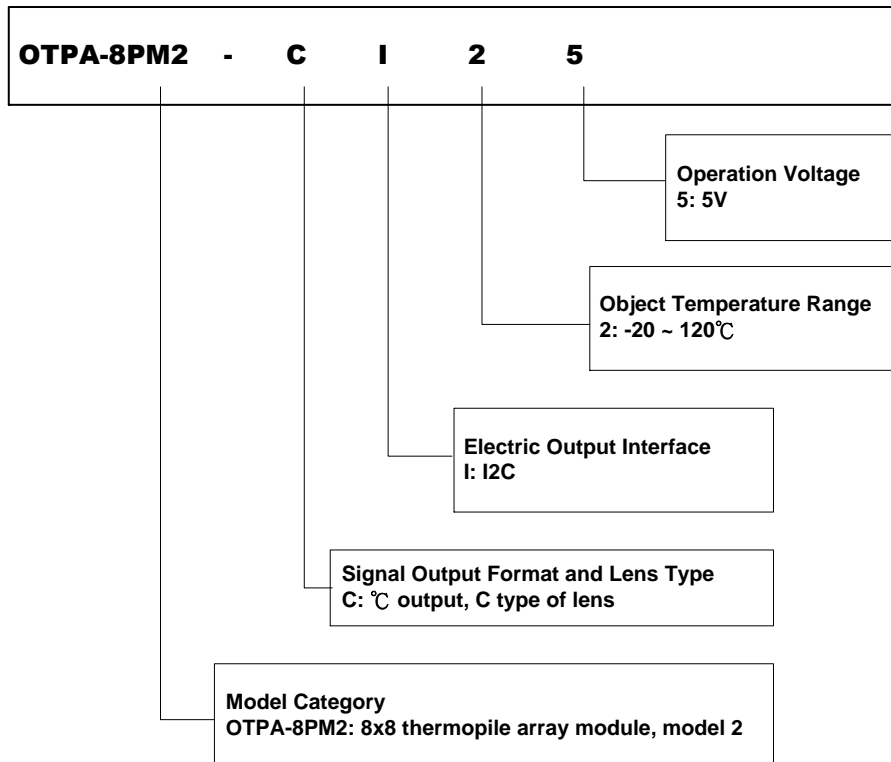 OTPA-8PM2 - C I 2 5
Operation Voltage
5: 5V
Object Temperature Range
2: -20 ~ 120℃
Electric Output Interface
I: I2C
Signal Output Format and Lens Type
C: ℃ output, C type of lens
Model Category
OTPA-8PM2: 8x8 thermopile array module, model 2